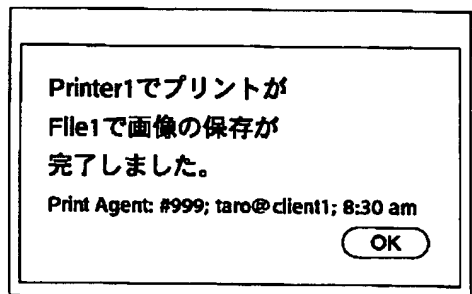 Printer1でプリントが
File1で画像の保存が
完了しました。
Print Agent: #999; taro@client1; 8:30 am
OK